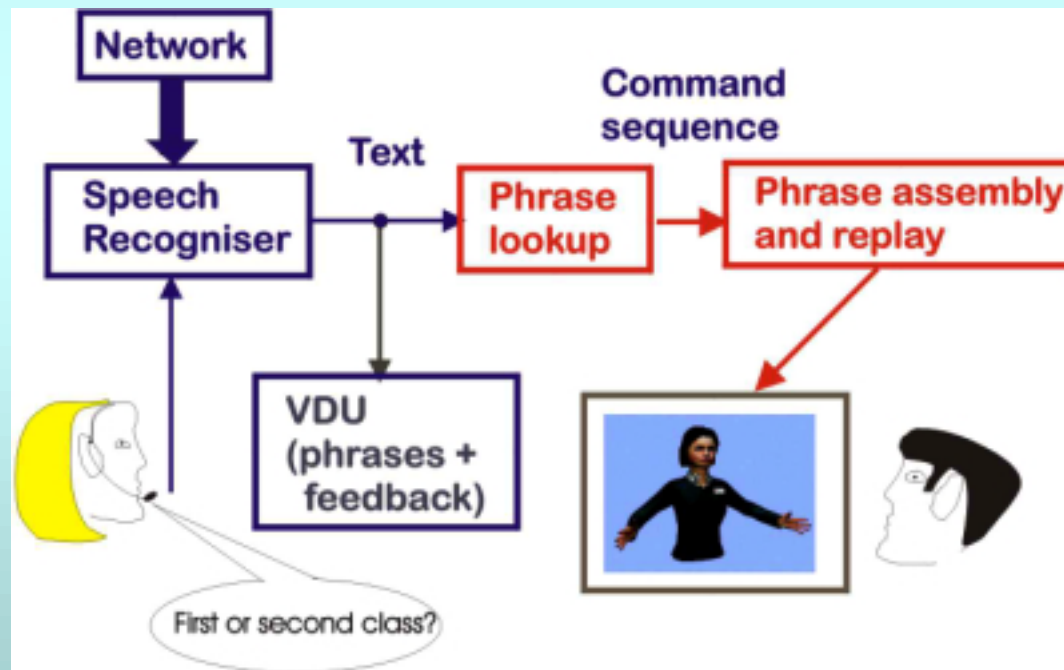 Network
Command
sequence
Text
Speech
Recogniser
Phrase
lookup
Phrase assembly
and replay
VDU
(phrases +
feedback)
First or second class?